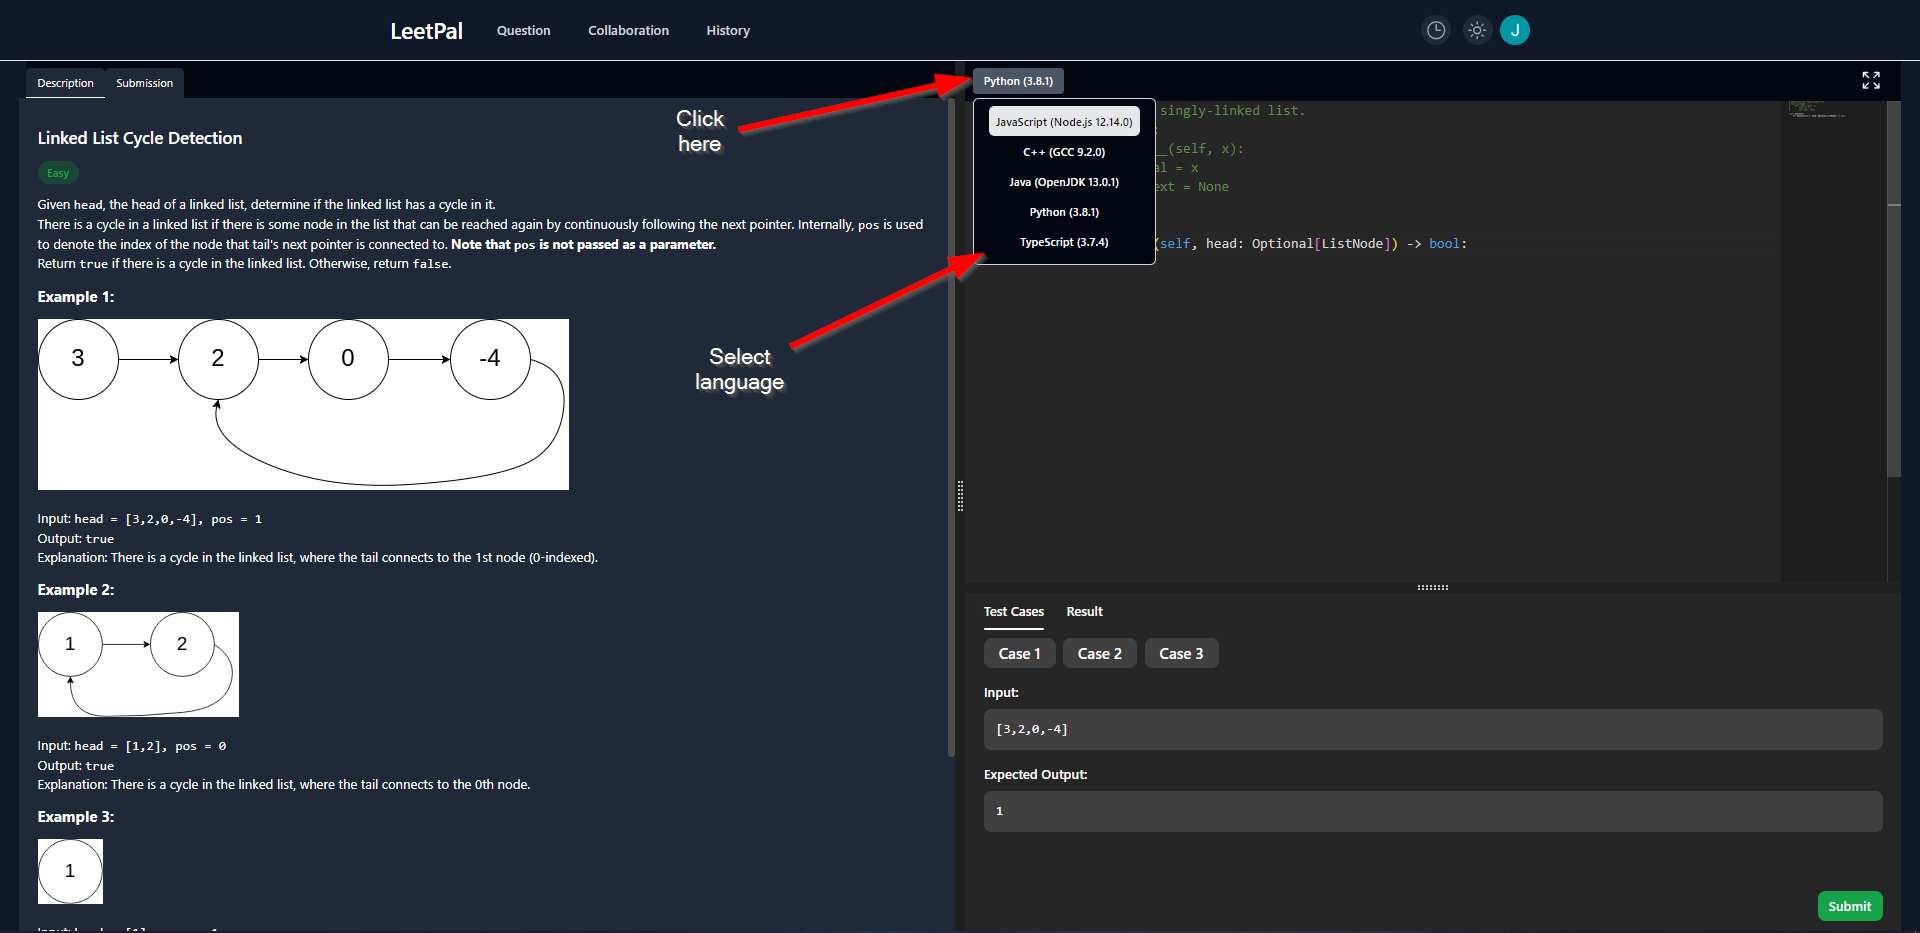 LeetPal
Question
Collaboration
History
J
Description
Submission
Python (3.8.1)
Click
here
JavaScript (Node.js 12.14.0)
C++ (GCC 9.2.0)
Java (OpenJDK 13.0.1)
Python (3.8.1)
TypeScript (3.7.4)
Select
language
singly-linked list.
(self, x):
al = x
ext = None
(self, head: Optional[ListNode]) -> bool:
Linked List Cycle Detection
Easy
Given head, the head of a linked list, determine if the linked list has a cycle in it.
There is a cycle in a linked list if there is some node in the list that can be reached again by continuously following the next pointer. Internally, pos is used
to denote the index of the node that tail's next pointer is connected to. Note that pos is not passed as a parameter.
Return true if there is a cycle in the linked list. Otherwise, return false.
Example 1:
3 2 0 -4
Input: head = [3,2,0,-4], pos = 1
Output: true
Explanation: There is a cycle in the linked list, where the tail connects to the 1st node (0-indexed).
Example 2:
1 2
Input: head = [1,2], pos = 0
Output: true
Explanation: There is a cycle in the linked list, where the tail connects to the 0th node.
Example 3:
1
Test Cases
Result
Case 1
Case 2
Case 3
Input:
[3,2,0,-4]
Expected Output:
1
Submit